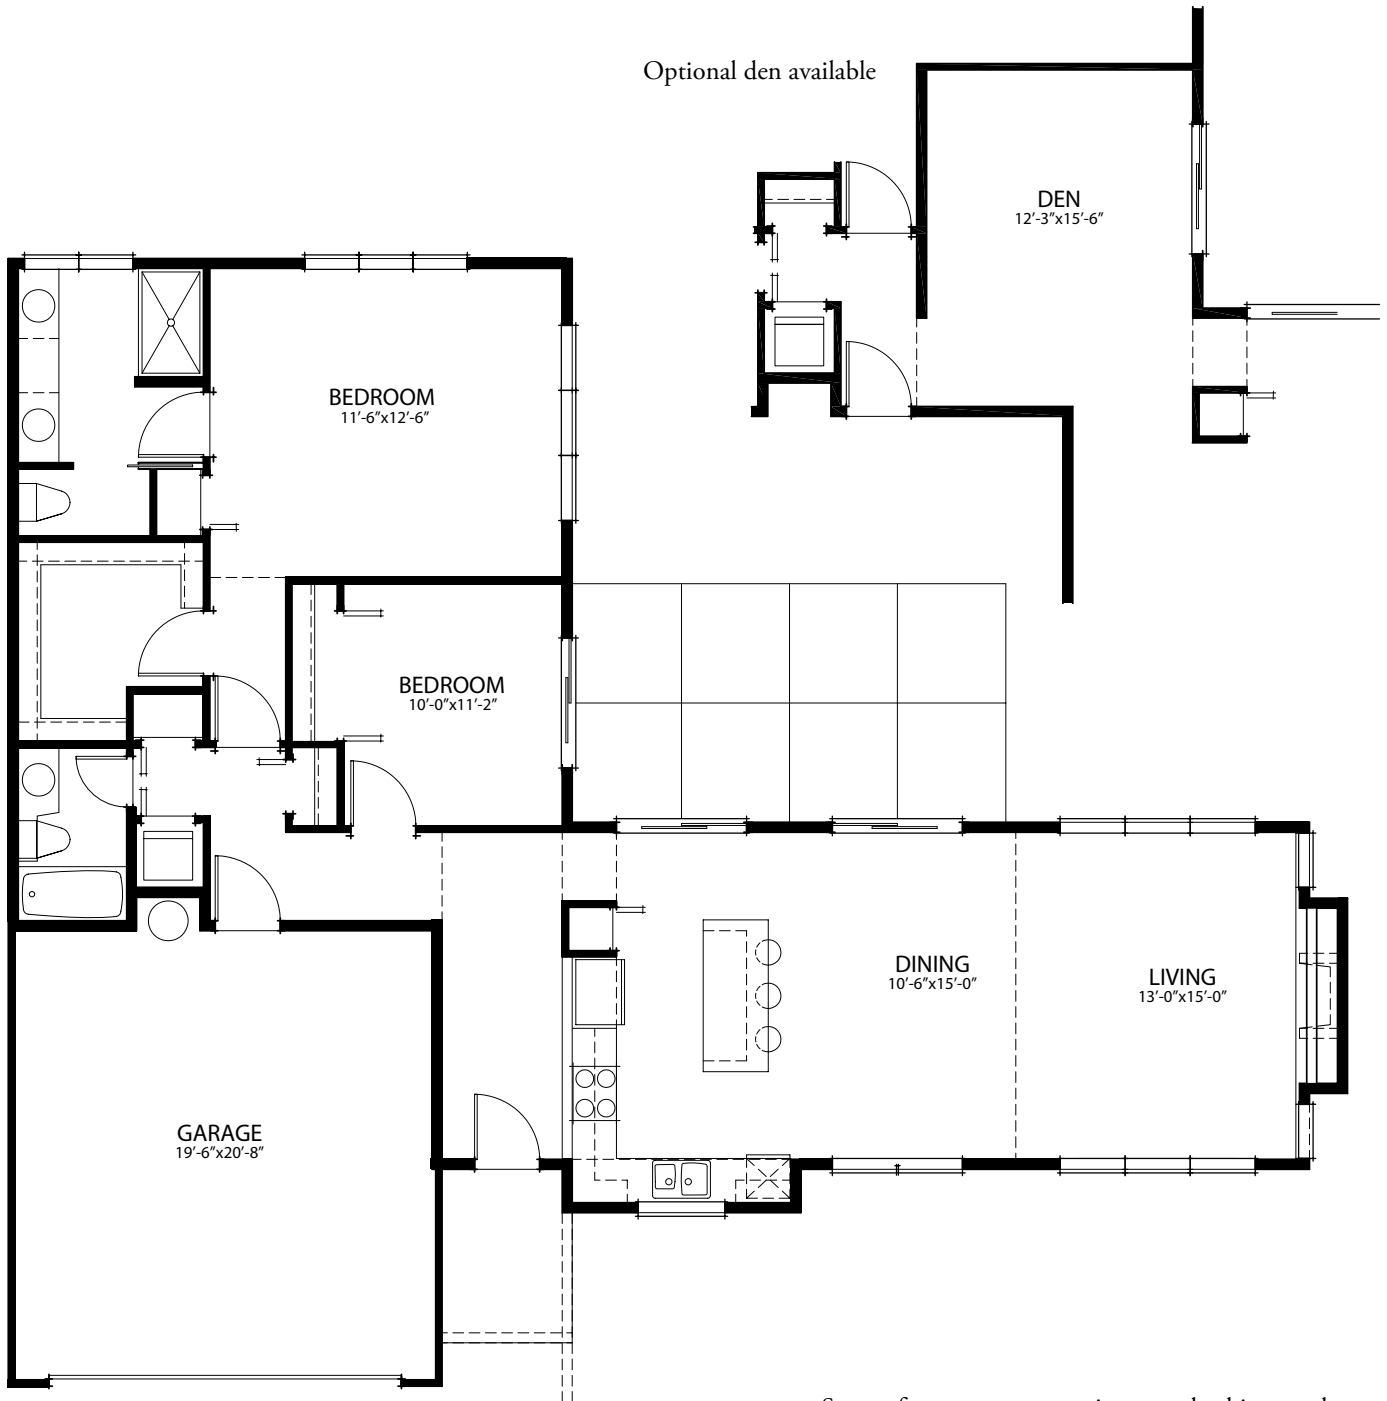 Optional den available
DEN
12'-3"x15'-6"
BEDROOM
11'-6"x12'-6"
BEDROOM
10'-0"x11'-2"
DINING
10'-6"x15'-0"
LIVING
13'-0"x15'-0"
GARAGE
19'-6"x20'-8"